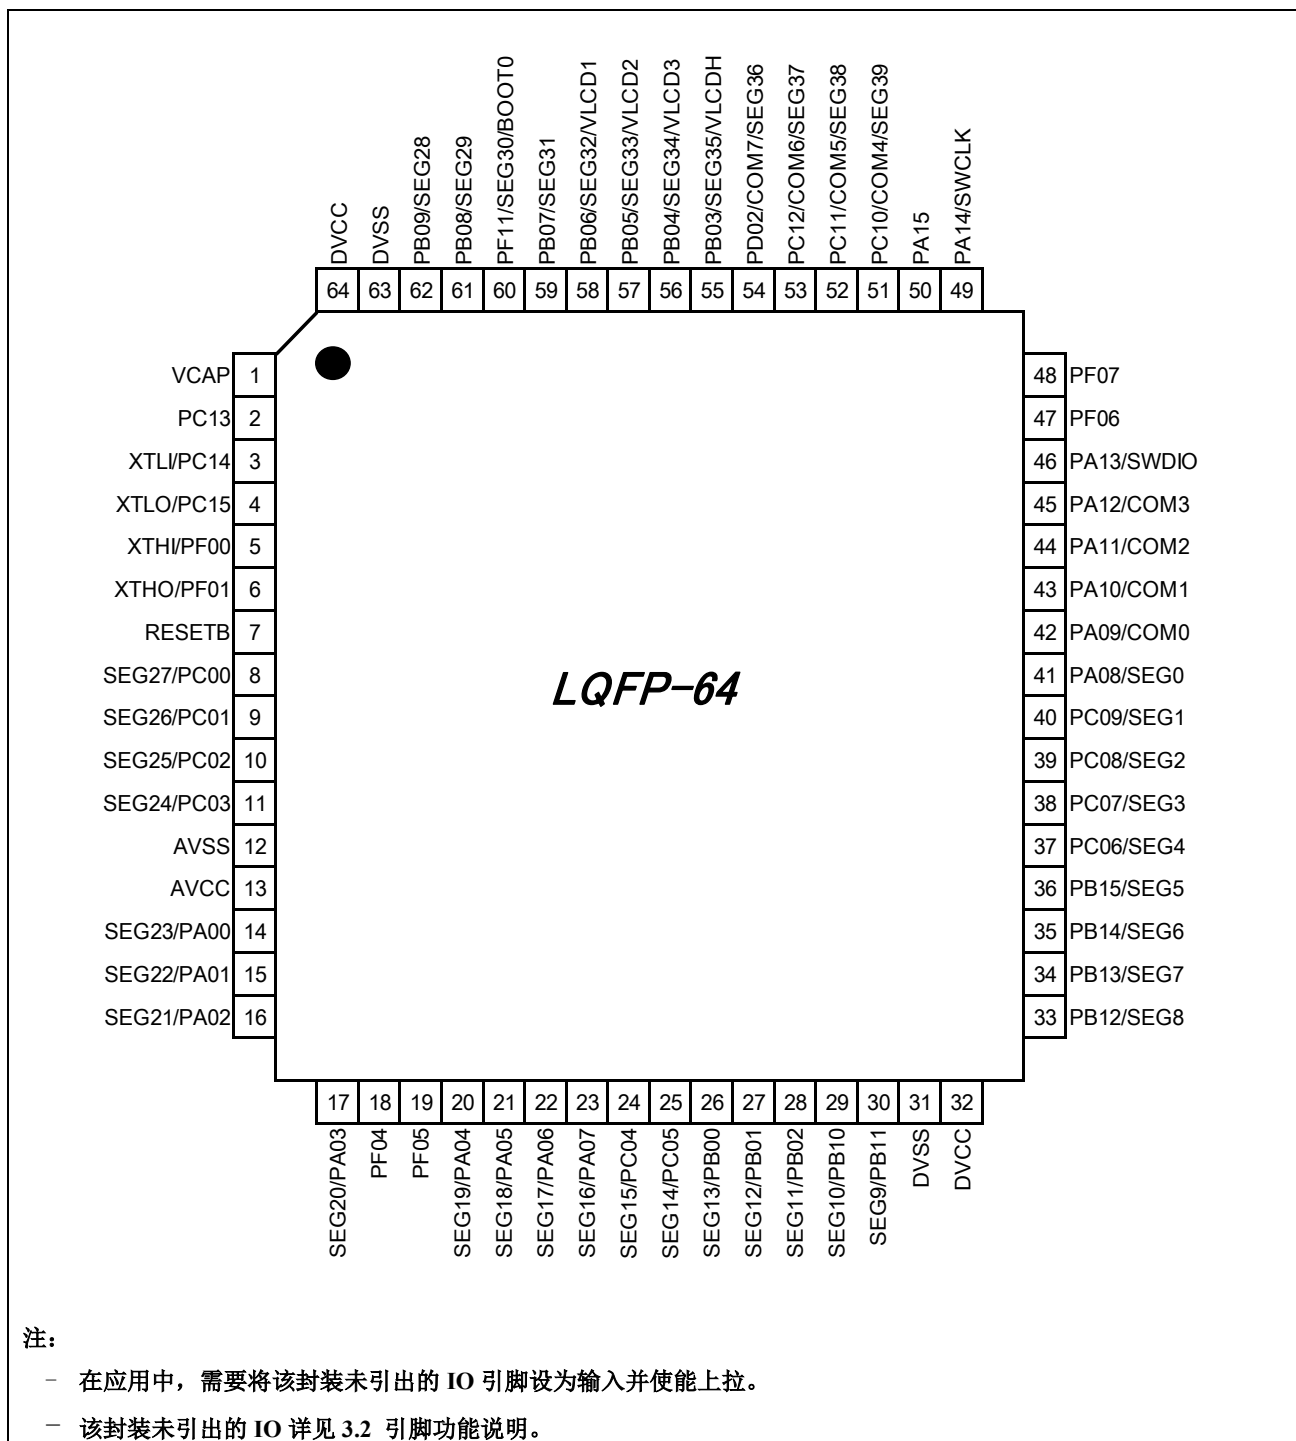 DVCC
DVSS
PB09/SEG28
PB08/SEG29
PF11/SEG30/BOOT0
PB07/SEG31
PB06/SEG32/VLCD1
PB05/SEG33/VLCD2
PB04/SEG34/VLCD3
PB03/SEG35/VLCDH
PD02/COM7/SEG36
PC12/COM6/SEG37
PC11/COM5/SEG38
PC10/COM4/SEG39
PA15
PA14/SWCLK
64 63 62 61 60 59 58 57 56 55 54 53 52 51 50 49
VCAP 1
PC13 2
XTLI/PC14 3
XTLO/PC15 4
XTHI/PF00 5
XTHO/PF01 6
RESETB 7
SEG27/PC00 8
SEG26/PC01 9
SEG25/PC02 10
SEG24/PC03 11
AVSS 12
AVCC 13
SEG23/PA00 14
SEG22/PA01 15
SEG21/PA02 16
LQFP-64
48 PF07
47 PF06
46 PA13/SWDIO
45 PA12/COM3
44 PA11/COM2
43 PA10/COM1
42 PA09/COM0
41 PA08/SEG0
40 PC09/SEG1
39 PC08/SEG2
38 PC07/SEG3
37 PC06/SEG4
36 PB15/SEG5
35 PB14/SEG6
34 PB13/SEG7
33 PB12/SEG8
17 18 19 20 21 22 23 24 25 26 27 28 29 30 31 32
SEG20/PA03
PF04
PF05
SEG19/PA04
SEG18/PA05
SEG17/PA06
SEG16/PA07
SEG15/PC04
SEG14/PC05
SEG13/PB00
SEG12/PB01
SEG11/PB02
SEG10/PB10
SEG9/PB11
DVSS
DVCC
注：
－ 在应用中，需要将该封装未引出的 IO 引脚设为输入并使能上拉。
－ 该封装未引出的 IO 详见 3.2 引脚功能说明。